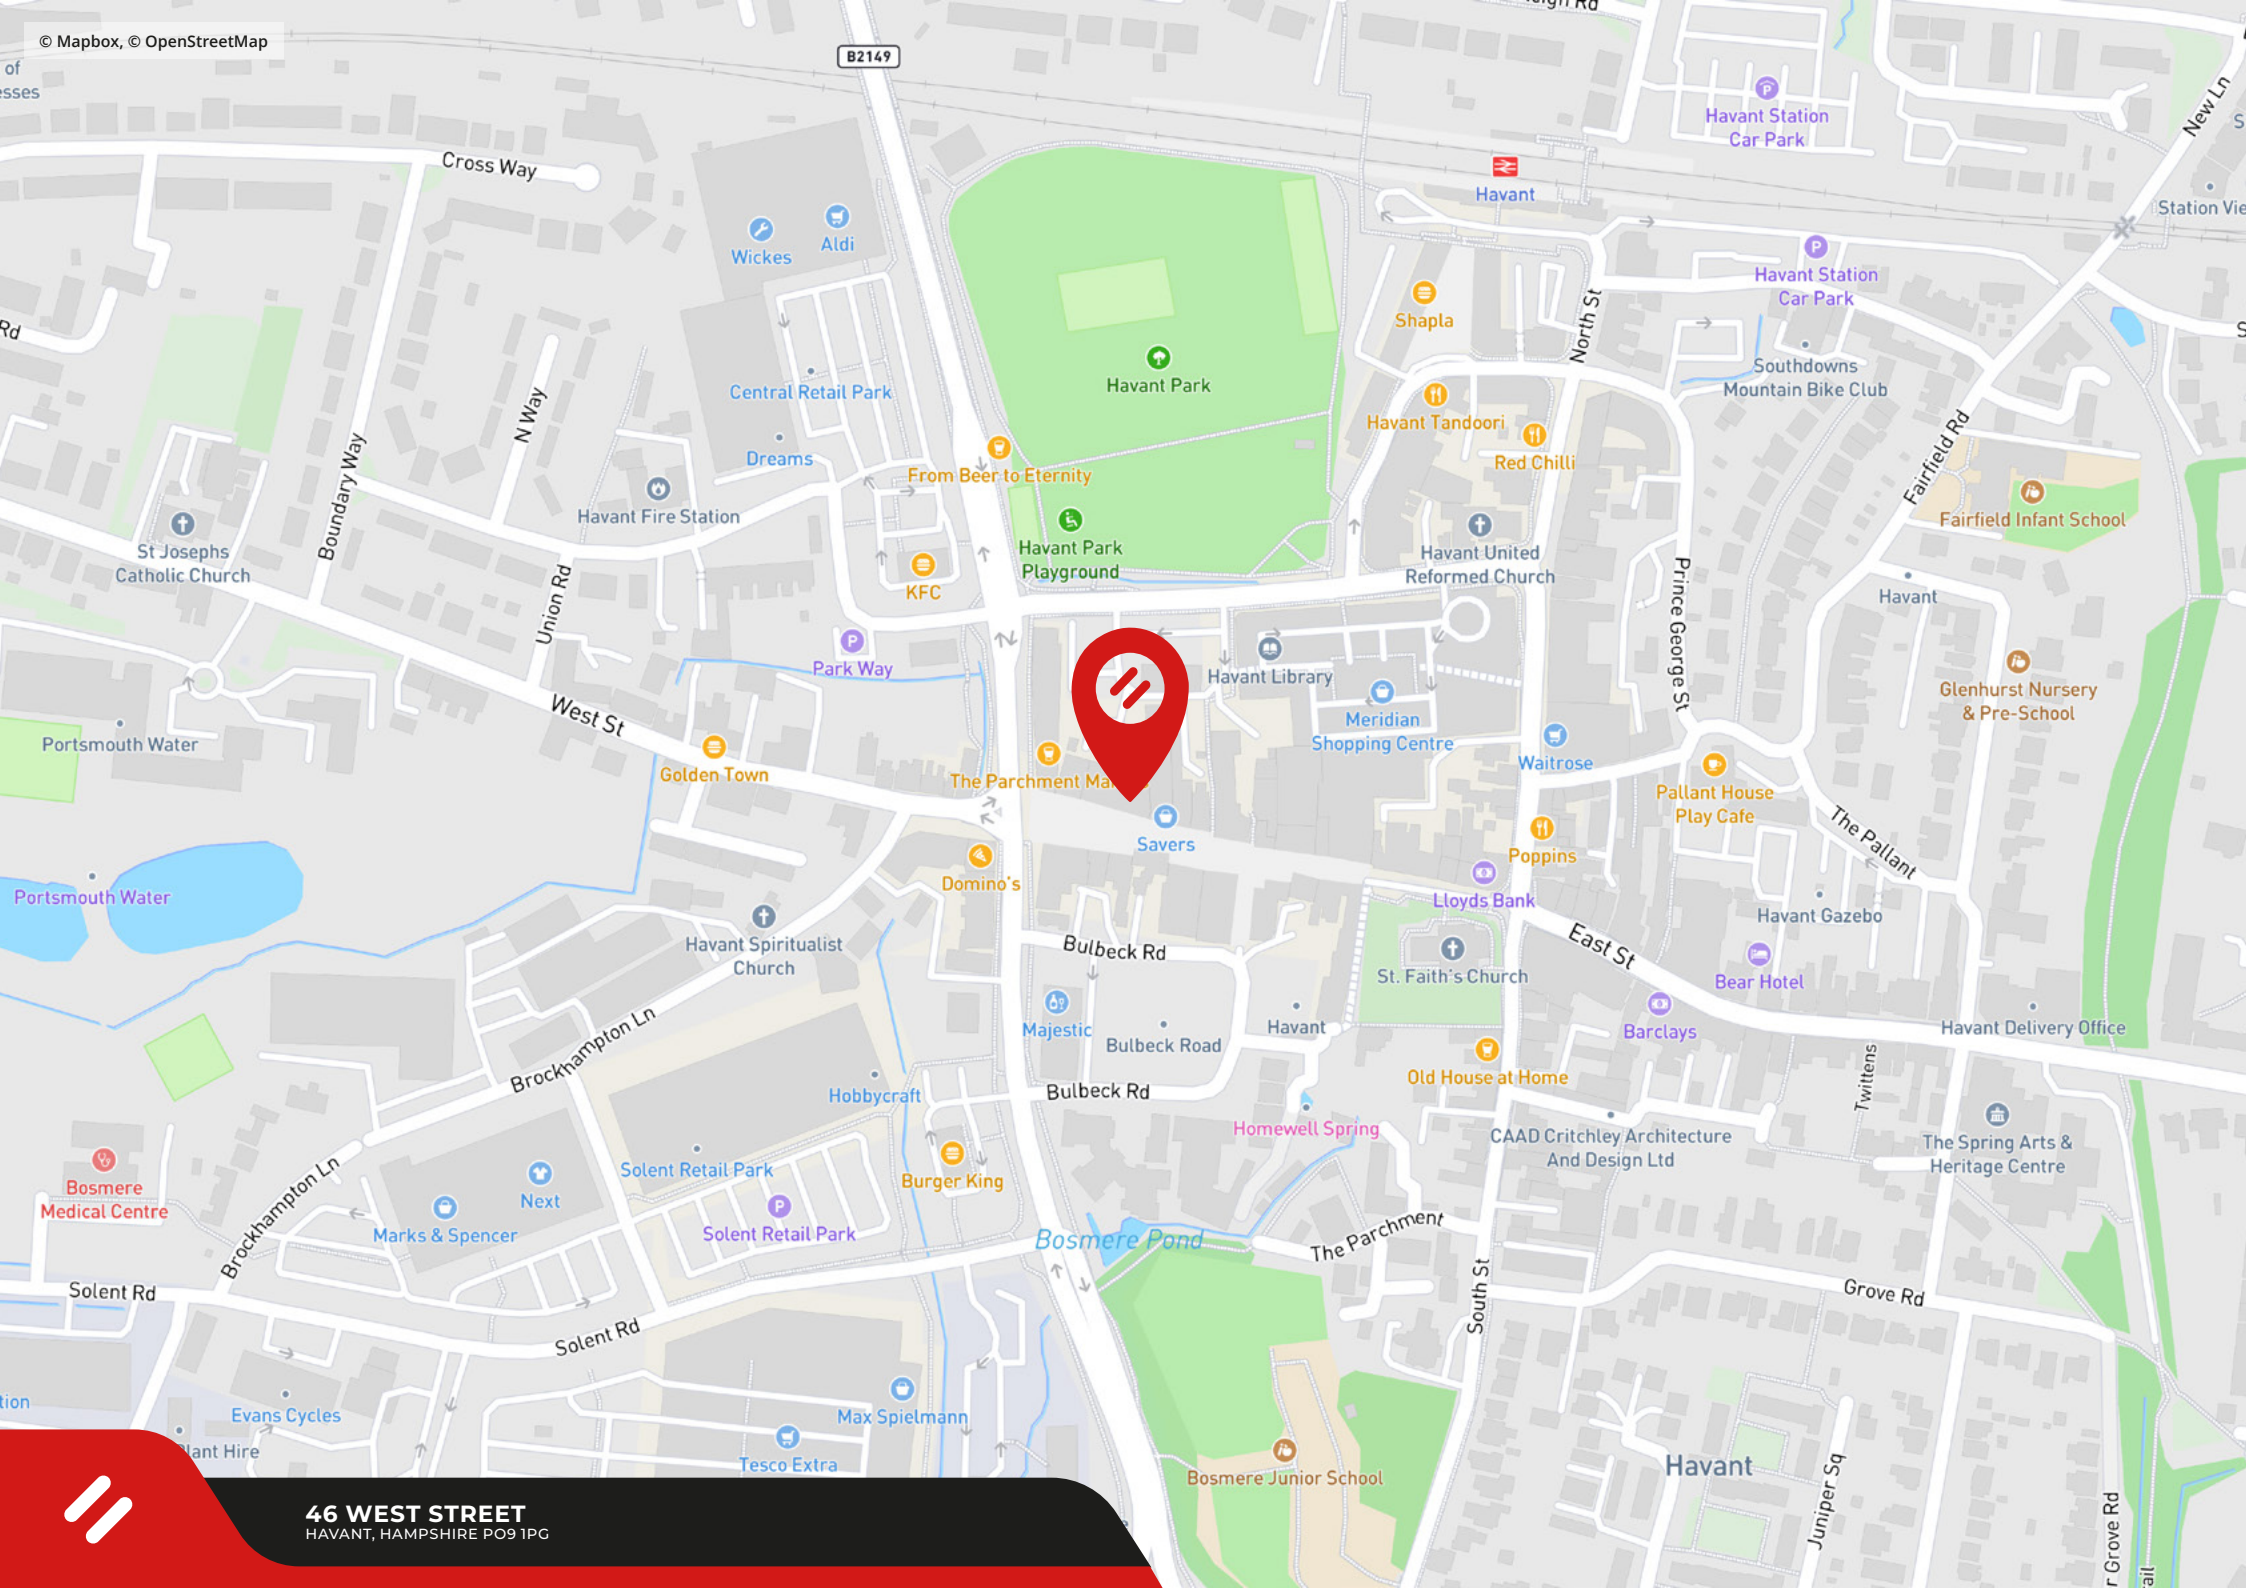 © Mapbox, © OpenStreetMap
of
esses
B2149
Cross Way
New Ln
Havant Station
Car Park
Havant
Station Vie
Wickes
Aldi
Havant Station
Car Park
Shapla
North St
Rd
Havant Park
Southdowns
Mountain Bike Club
Central Retail Park
N Way
Havant Tandoori
Red Chilli
Dreams
From Beer to Eternity
Fairfield Rd
Boundary Way
Havant Fire Station
Fairfield Infant School
St Josephs
Catholic Church
Havant Park
Playground
Havant United
Reformed Church
KFC
Union Rd
Prince George St
Havant
Park Way
Havant Library
Glenhurst Nursery
& Pre-School
West St
Meridian
Shopping Centre
Portsmouth Water
Golden Town
The Parchment Ma
Waitrose
Pallant House
Play Cafe
The Pallant
Savers
Poppins
Domino's
Portsmouth Water
Lloyds Bank
Havant Gazebo
Havant Spiritualist
Church
Bulbeck Rd
East St
St. Faith's Church
Bear Hotel
Majestic
Havant
Barclays
Havant Delivery Office
Brockhampton Ln
Bulbeck Road
Old House at Home
Twittens
Hobbycraft
Bulbeck Rd
Homewell Spring
CAAD Critchley Architecture
And Design Ltd
The Spring Arts &
Heritage Centre
Solent Retail Park
Burger King
Bosmere
Medical Centre
Next
Marks & Spencer
Solent Retail Park
Brockhampton Ln
Bosmere Pond
The Parchment
Solent Rd
South St
Grove Rd
Solent Rd
tion
Evans Cycles
Max Spielmann
Plant Hire
Tesco Extra
Bosmere Junior School
Havant
Juniper Sq
r Grove Rd
ail
46 WEST STREET
HAVANT, HAMPSHIRE PO9 1PG